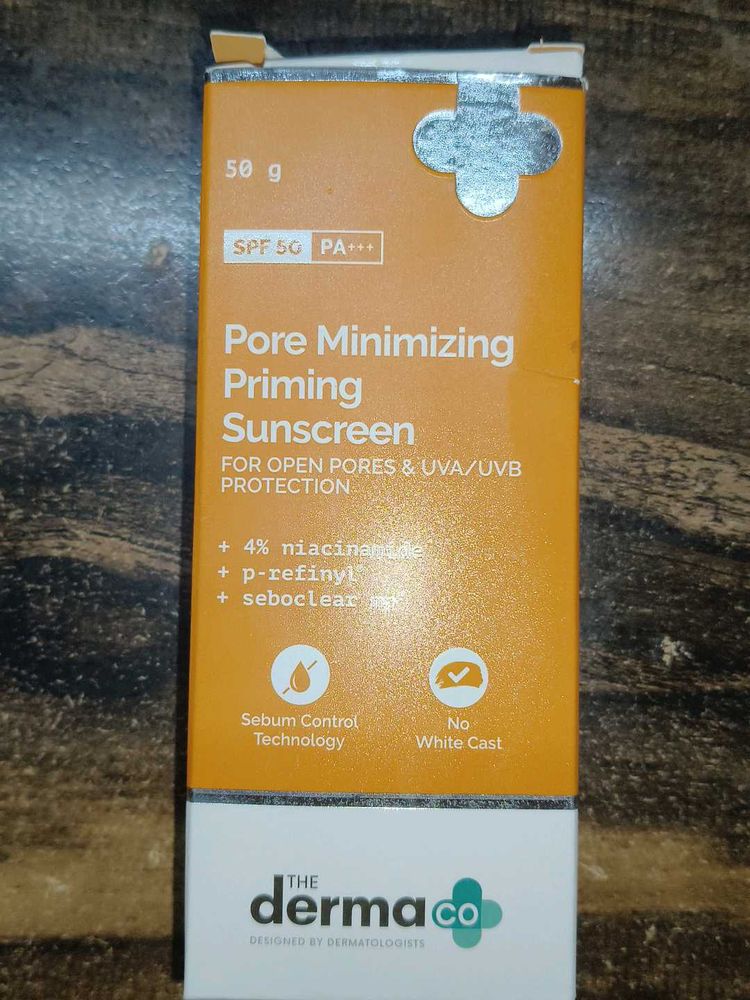 50 g
SPF 50 PA+++
Pore Minimizing
Priming
Sunscreen
FOR OPEN PORES & UVA/UVB
PROTECTION
+ 4% niacinamide
+ p-refinyl
+ seboclear
Sebum Control
Technology
No
White Cast
THE
derma co
DESIGNED BY DERMATOLOGISTS